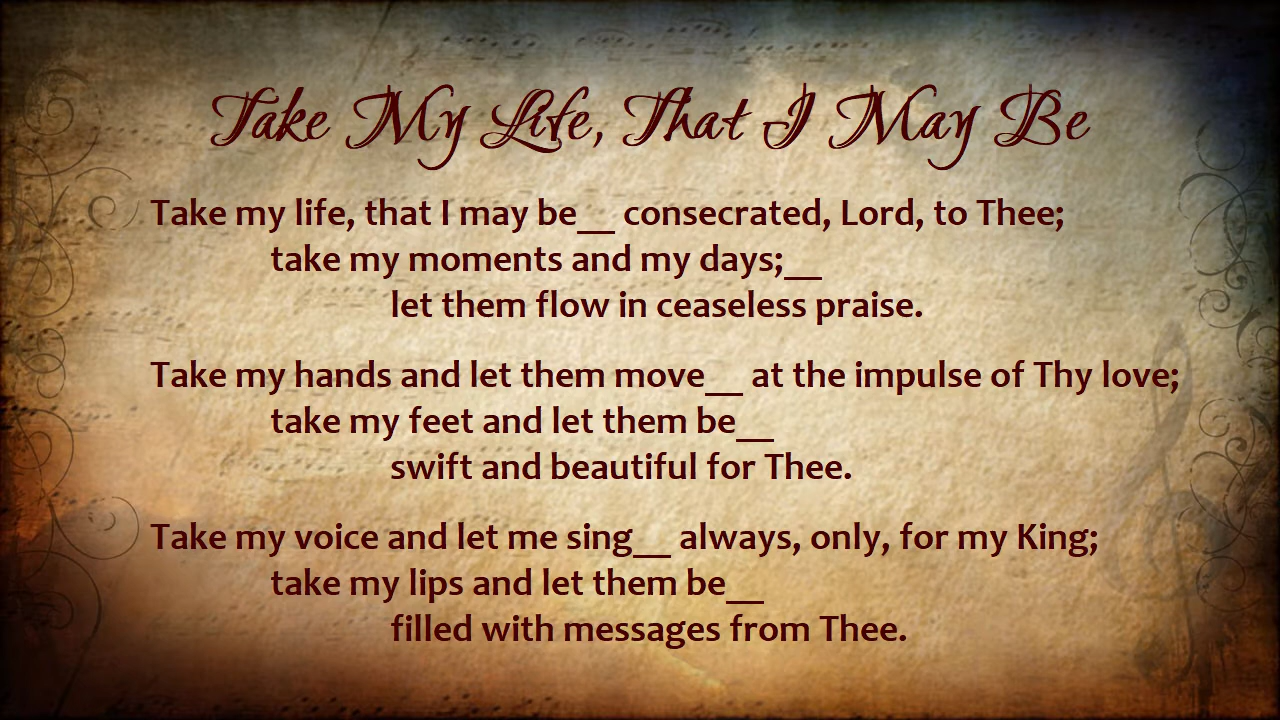 Take My Life, That I May Be
Take my life, that I may be__ consecrated, Lord, to Thee;
take my moments and my days;__
let them flow in ceaseless praise.
Take my hands and let them move__ at the impulse of Thy love;
take my feet and let them be__
swift and beautiful for Thee.
Take my voice and let me sing__ always, only, for my King;
take my lips and let them be__
filled with messages from Thee.